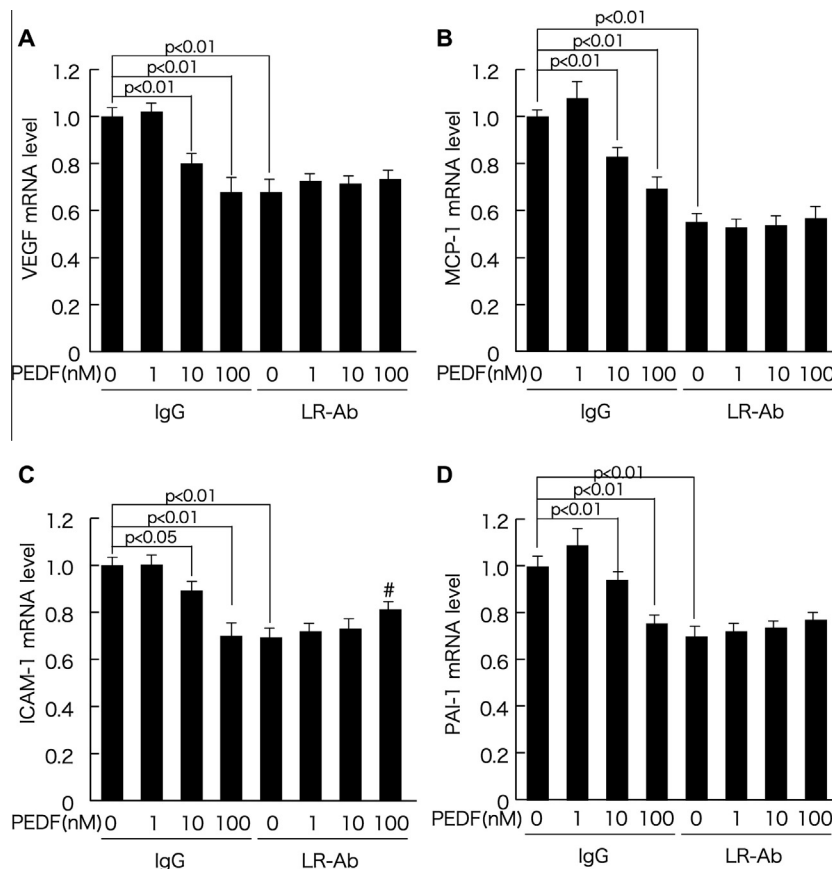 A
p<0.01
p<0.01
p<0.01
1.2
1.0
0.8
0.6
0.4
0.2
0
VEGF mRNA level
PEDF(nM) 0 1 10 100 0 1 10 100
IgG LR-Ab
B
p<0.01
p<0.01
p<0.01
1.2
1.0
0.8
0.6
0.4
0.2
0
MCP-1 mRNA level
PEDF(nM) 0 1 10 100 0 1 10 100
IgG LR-Ab
C
p<0.01
p<0.01
p<0.05
1.2
1.0
0.8
0.6
0.4
0.2
0
#
ICAM-1 mRNA level
PEDF(nM) 0 1 10 100 0 1 10 100
IgG LR-Ab
D
p<0.01
p<0.01
p<0.01
1.2
1.0
0.8
0.6
0.4
0.2
0
PAI-1 mRNA level
PEDF(nM) 0 1 10 100 0 1 10 100
IgG LR-Ab